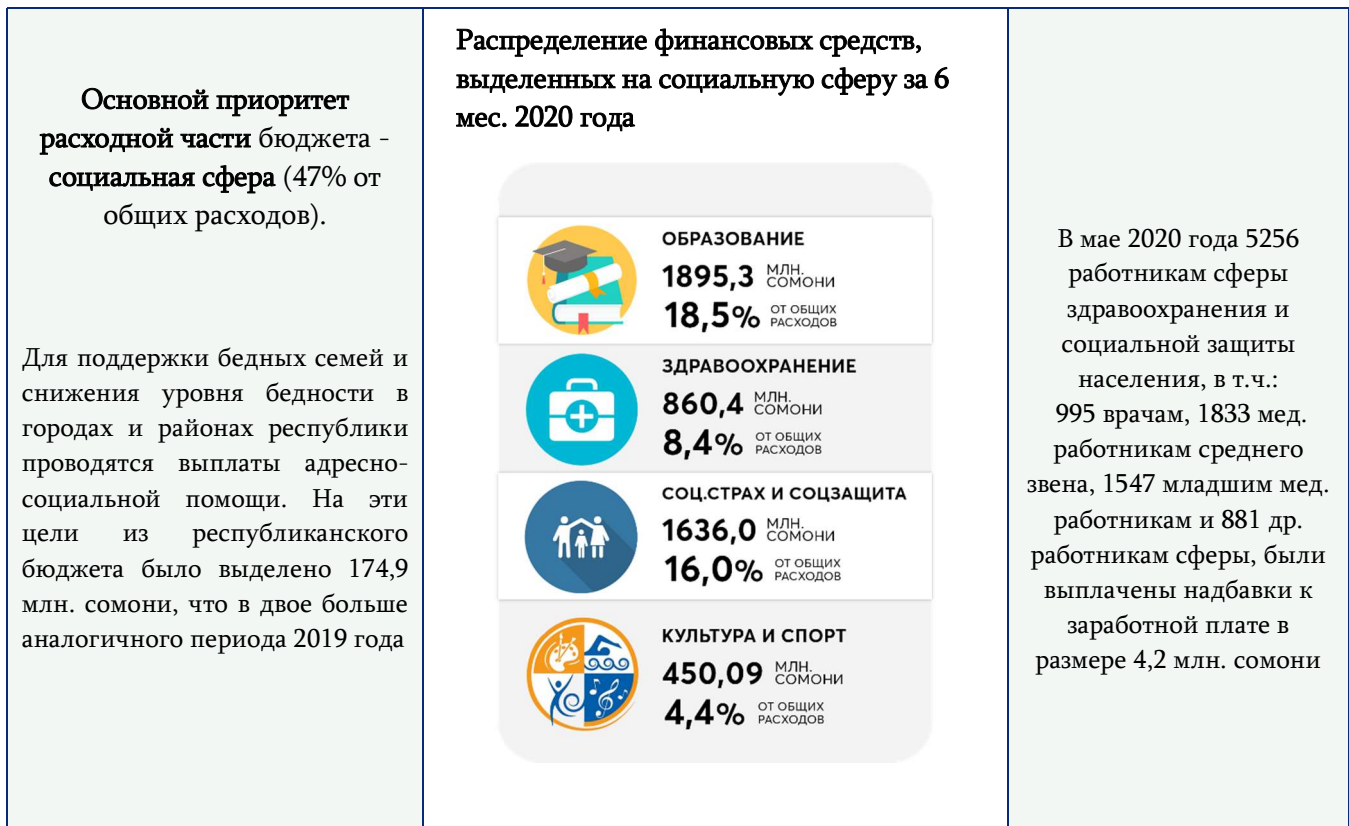 Основной приоритет
расходной части бюджета -
социальная сфера (47% от
общих расходов).
Для поддержки бедных семей и
снижения уровня бедности в
городах и районах республики
проводятся выплаты адресно-
социальной помощи. На эти
цели из республиканского
бюджета было выделено 174,9
млн. сомони, что в двое больше
аналогичного периода 2019 года
Распределение финансовых средств,
выделенных на социальную сферу за 6
мес. 2020 года
ОБРАЗОВАНИЕ
1895,3 МЛН. СОМОНИ
18,5% ОТ ОБЩИХ РАСХОДОВ
ЗДРАВООХРАНЕНИЕ
860,4 МЛН. СОМОНИ
8,4% ОТ ОБЩИХ РАСХОДОВ
СОЦ.СТРАХ И СОЦЗАЩИТА
1636,0 МЛН. СОМОНИ
16,0% ОТ ОБЩИХ РАСХОДОВ
КУЛЬТУРА И СПОРТ
450,09 МЛН. СОМОНИ
4,4% ОТ ОБЩИХ РАСХОДОВ
В мае 2020 года 5256
работникам сферы
здравоохранения и
социальной защиты
населения, в т.ч.:
995 врачам, 1833 мед.
работникам среднего
звена, 1547 младшим мед.
работникам и 881 др.
работникам сферы, были
выплачены надбавки к
заработной плате в
размере 4,2 млн. сомони